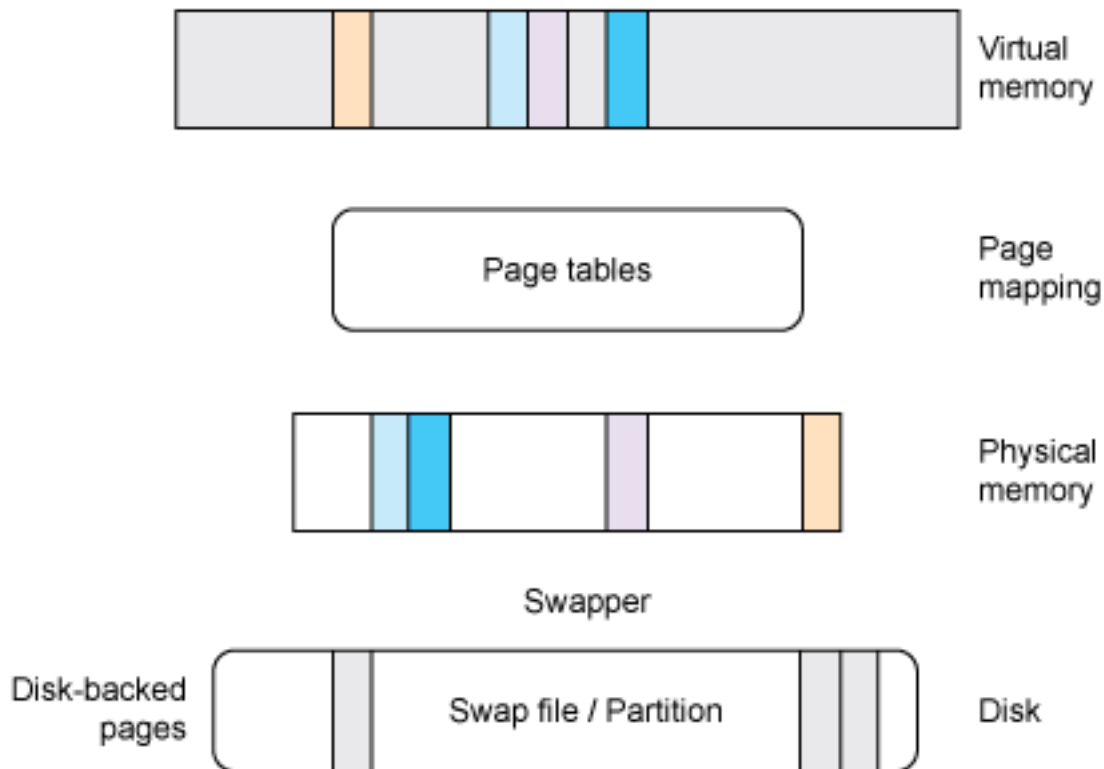 Virtual
memory
Page tables
Page
mapping
Physical
memory
Swapper
Disk-backed
pages
Swap file / Partition
Disk